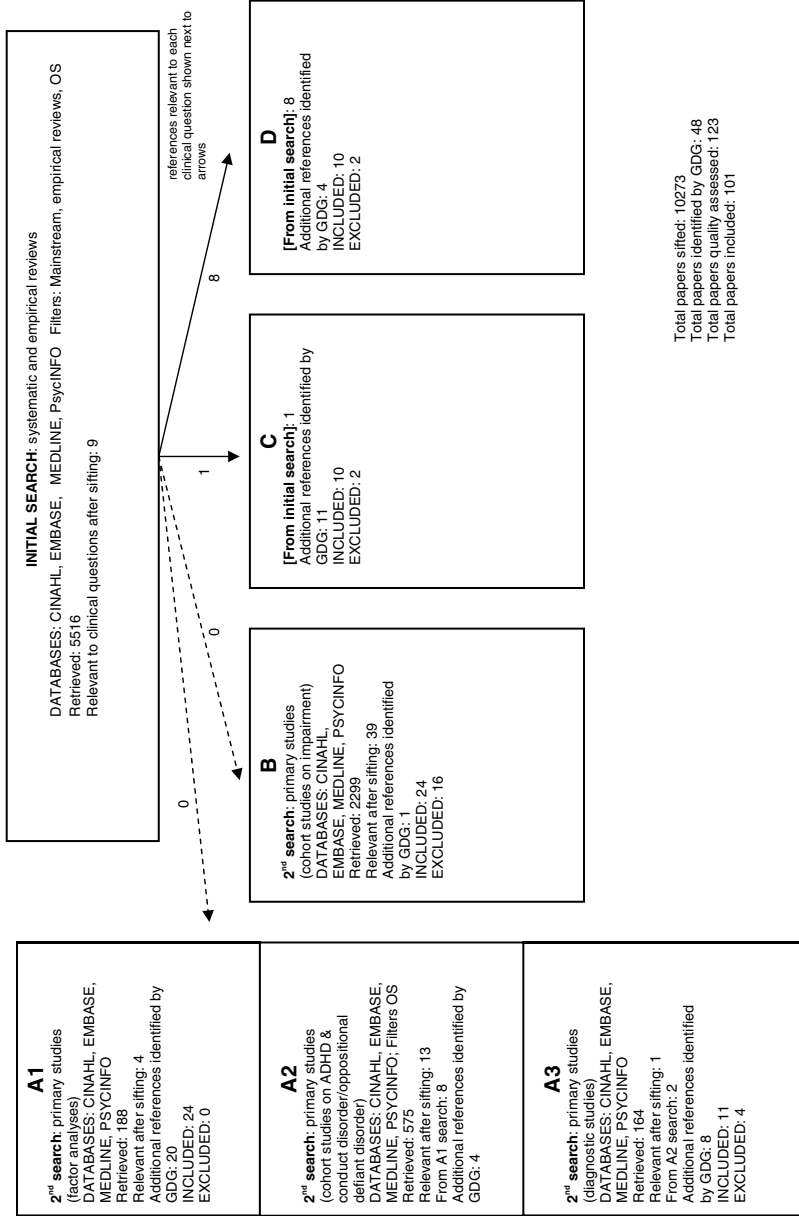 INITIAL SEARCH: systematic and empirical reviews
DATABASES: CINAHL, EMBASE, MEDLINE, PsycINFO Filters: Mainstream, empirical reviews, OS
Retrieved: 5516
Relevant to clinical questions after sifting: 9
references relevant to each
clinical question shown next to
arrows
0
0
1
8
A1
2nd search: primary studies
(factor analyses)
DATABASES: CINAHL, EMBASE,
MEDLINE, PSYCINFO
Retrieved: 188
Relevant after sifting: 4
Additional references identified by
GDG: 20
INCLUDED: 24
EXCLUDED: 0
A2
2nd search: primary studies
(cohort studies on ADHD &
conduct disorder/oppositional
defiant disorder)
DATABASES: CINAHL, EMBASE,
MEDLINE, PSYCINFO; Filters OS
Retrieved: 575
Relevant after sifting: 13
From A1 search: 8
Additional references identified by
GDG: 4
A3
2nd search: primary studies
(diagnostic studies)
DATABASES: CINAHL, EMBASE,
MEDLINE, PSYCINFO
Retrieved: 164
Relevant after sifting: 1
From A2 search: 2
Additional references identified
by GDG: 8
INCLUDED: 11
EXCLUDED: 4
B
2nd search: primary studies
(cohort studies on impairment)
DATABASES: CINAHL,
EMBASE, MEDLINE, PSYCINFO
Retrieved: 2299
Relevant after sifting: 39
Additional references identified
by GDG: 1
INCLUDED: 24
EXCLUDED: 16
C
[From initial search]: 1
Additional references identified by
GDG: 11
INCLUDED: 10
EXCLUDED: 2
D
[From initial search]: 8
Additional references identified
by GDG: 4
INCLUDED: 10
EXCLUDED: 2
Total papers sifted: 10273
Total papers identified by GDG: 48
Total papers quality assessed: 123
Total papers included: 101